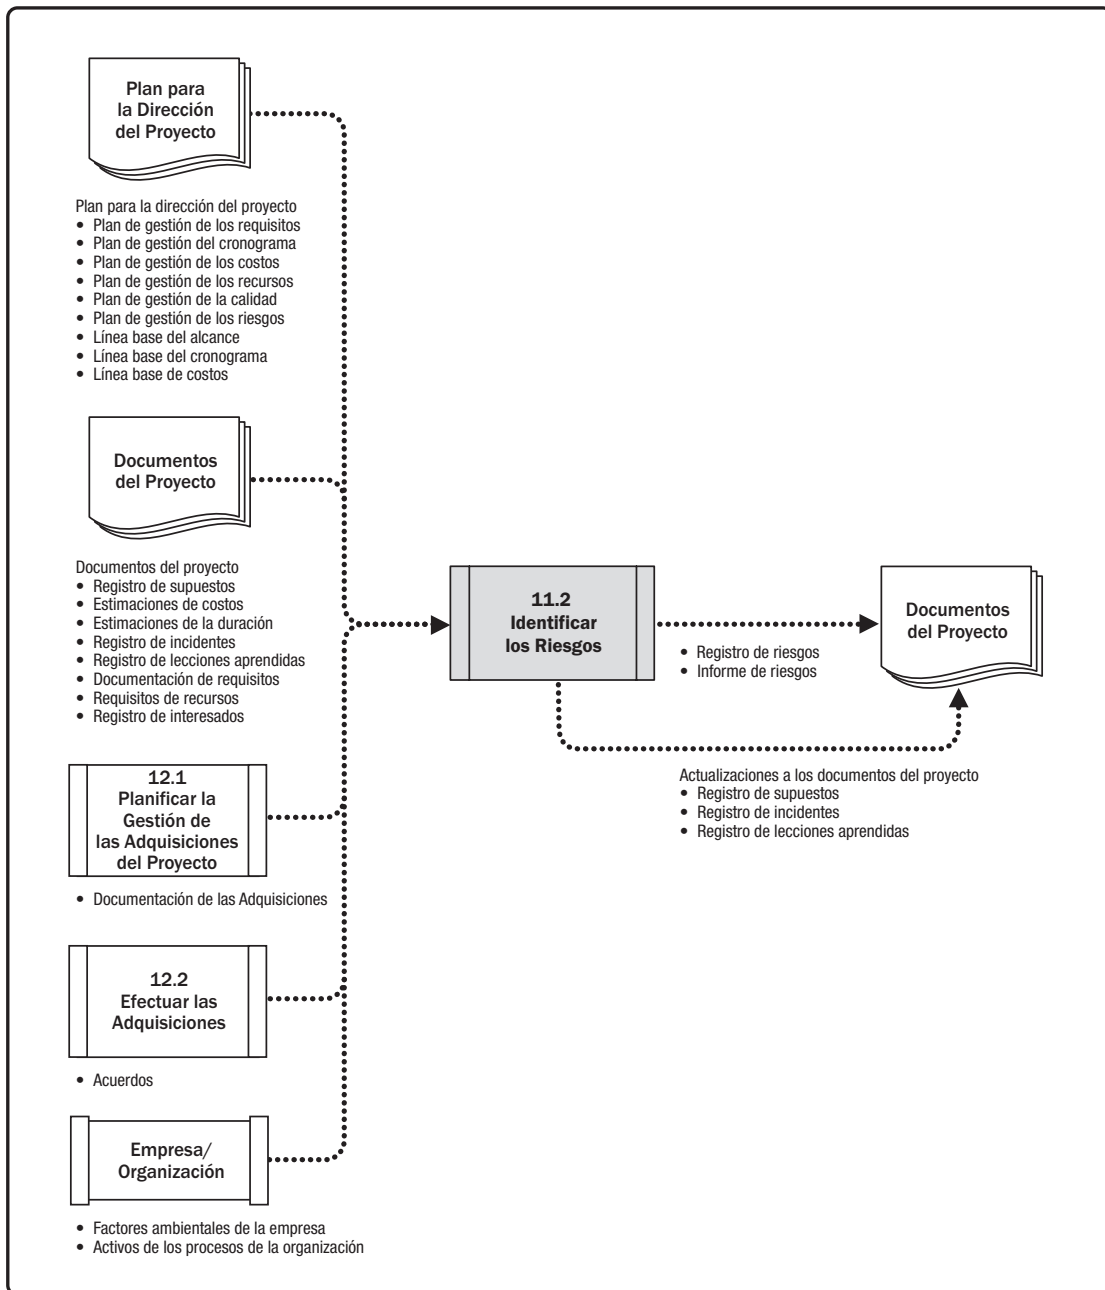 Plan para
la Dirección
del Proyecto
Plan para la dirección del proyecto
• Plan de gestión de los requisitos
• Plan de gestión del cronograma
• Plan de gestión de los costos
• Plan de gestión de los recursos
• Plan de gestión de la calidad
• Plan de gestión de los riesgos
• Línea base del alcance
• Línea base del cronograma
• Línea base de costos
Documentos
del Proyecto
Documentos del proyecto
• Registro de supuestos
• Estimaciones de costos
• Estimaciones de la duración
• Registro de incidentes
• Registro de lecciones aprendidas
• Documentación de requisitos
• Requisitos de recursos
• Registro de interesados
12.1
Planificar la
Gestión de
las Adquisiciones
del Proyecto
• Documentación de las Adquisiciones
12.2
Efectuar las
Adquisiciones
• Acuerdos
Empresa/
Organización
• Factores ambientales de la empresa
• Activos de los procesos de la organización
11.2
Identificar
los Riesgos
• Registro de riesgos
• Informe de riesgos
Documentos
del Proyecto
Actualizaciones a los documentos del proyecto
• Registro de supuestos
• Registro de incidentes
• Registro de lecciones aprendidas